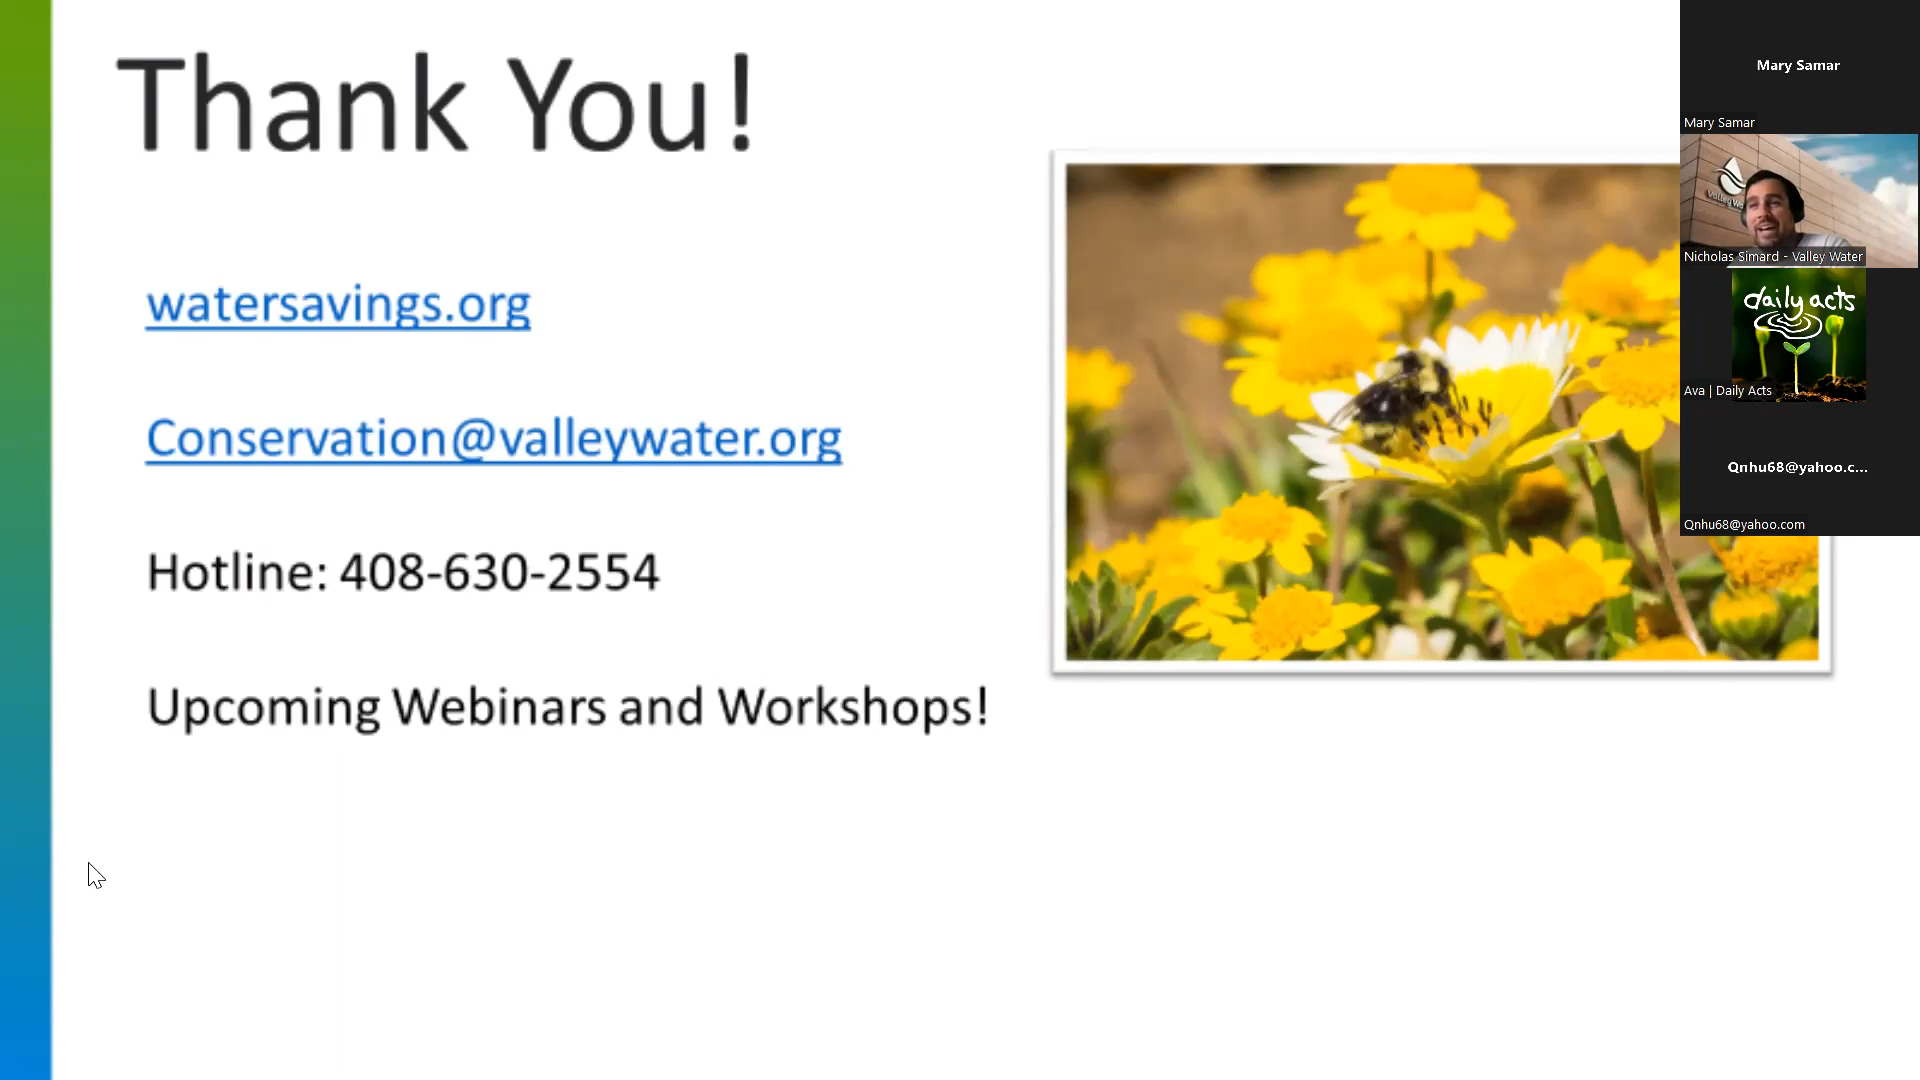 Thank You!
watersavings.org
Conservation@valleywater.org
Hotline: 408-630-2554
Upcoming Webinars and Workshops!
Mary Samar
Mary Samar
Nicholas Simard - Valley Water
daily acts
Ava | Daily Acts
Qnhu68@yahoo.c...
Qnhu68@yahoo.com